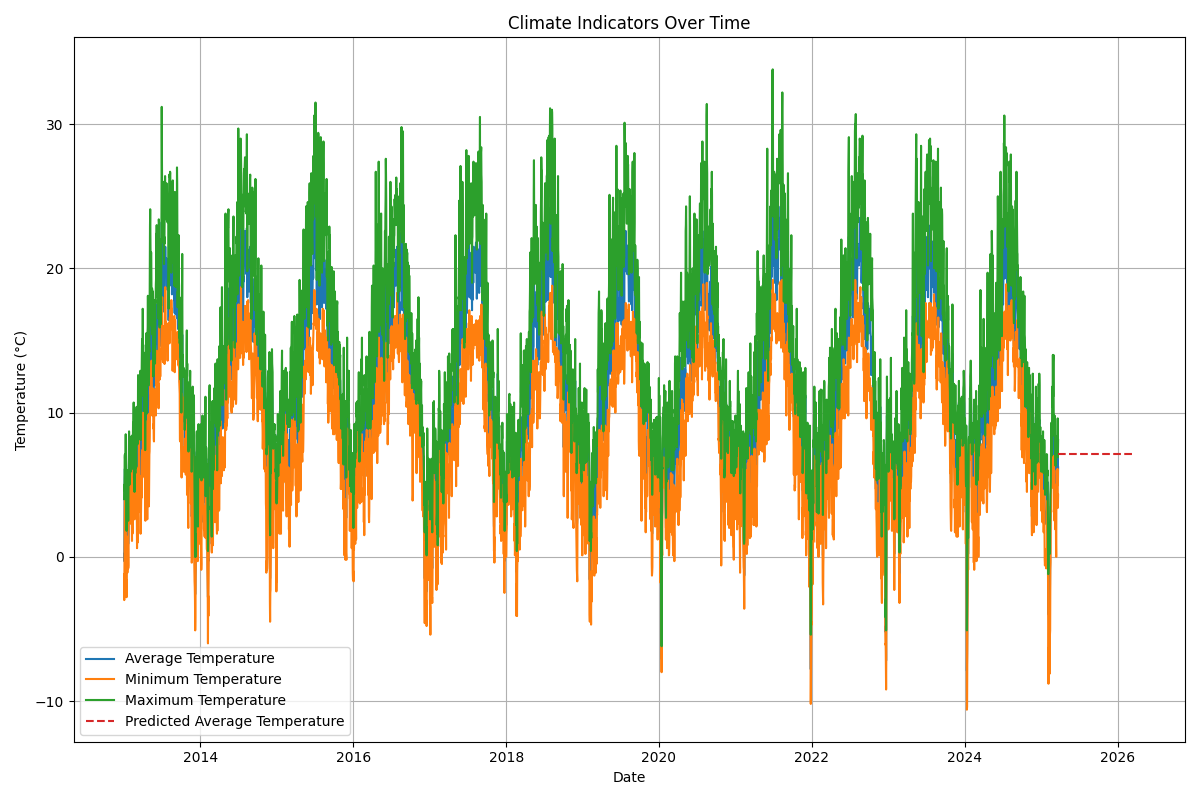 Climate Indicators Over Time
Temperature (°C)
30
20
10
0
−10
Average Temperature
Minimum Temperature
Maximum Temperature
Predicted Average Temperature
2014 2016 2018 2020 2022 2024 2026
Date